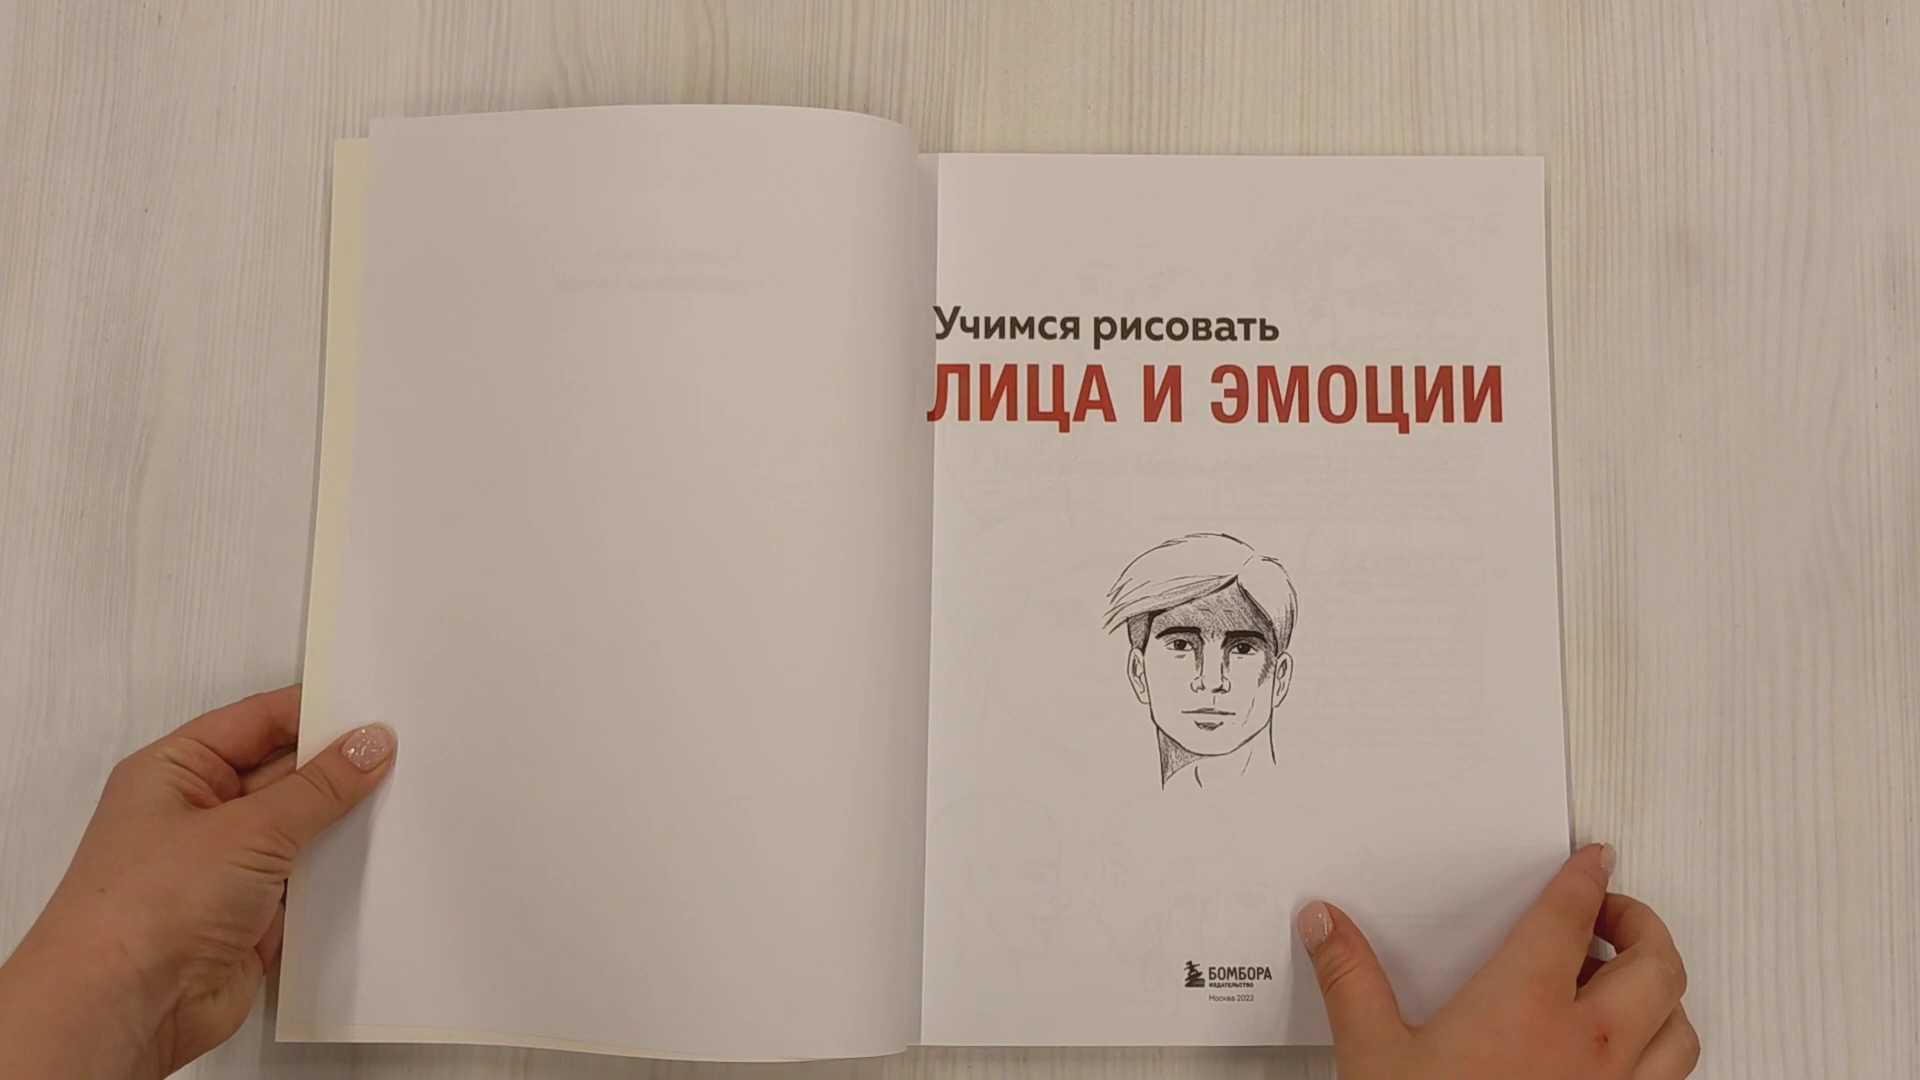 Учимся рисовать
ЛИЦА И ЭМОЦИИ
БОМБОРА
ИЗДАТЕЛЬСТВО
Москва 2022